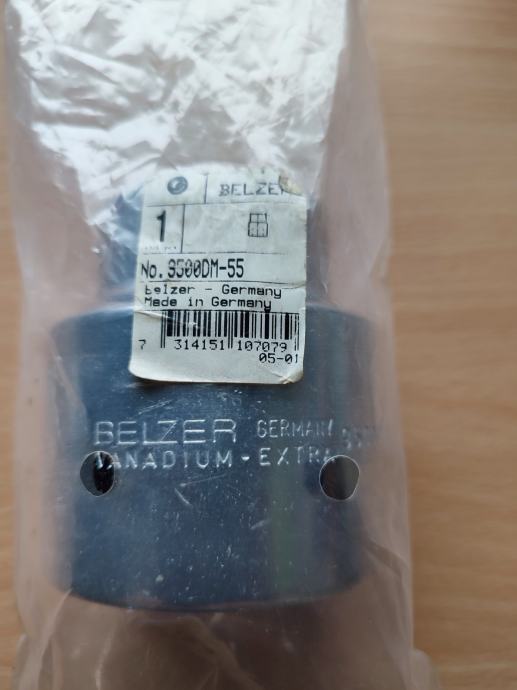 BELZER
1
No. 9500DM-55
Belzer - Germany
Made in Germany
7 314151 107079
05-01
BELZER GERMANY
VANADIUM-EXTRA